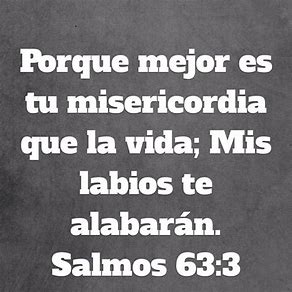 Porque mejor es
tu misericordia
que la vida; Mis
labios te
alabarán.
Salmos 63:3